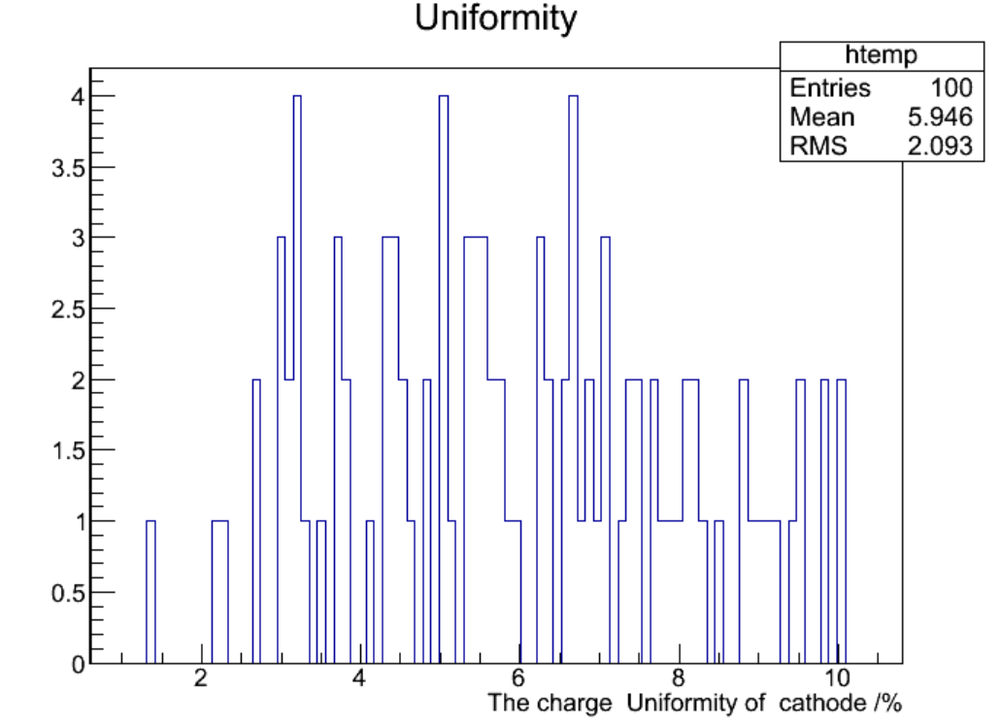 Uniformity
htemp
Entries 100
Mean 5.946
RMS 2.093
4
3.5
3
2.5
2
1.5
1
0.5
0
2 4 6 8 10
The charge Uniformity of cathode /%